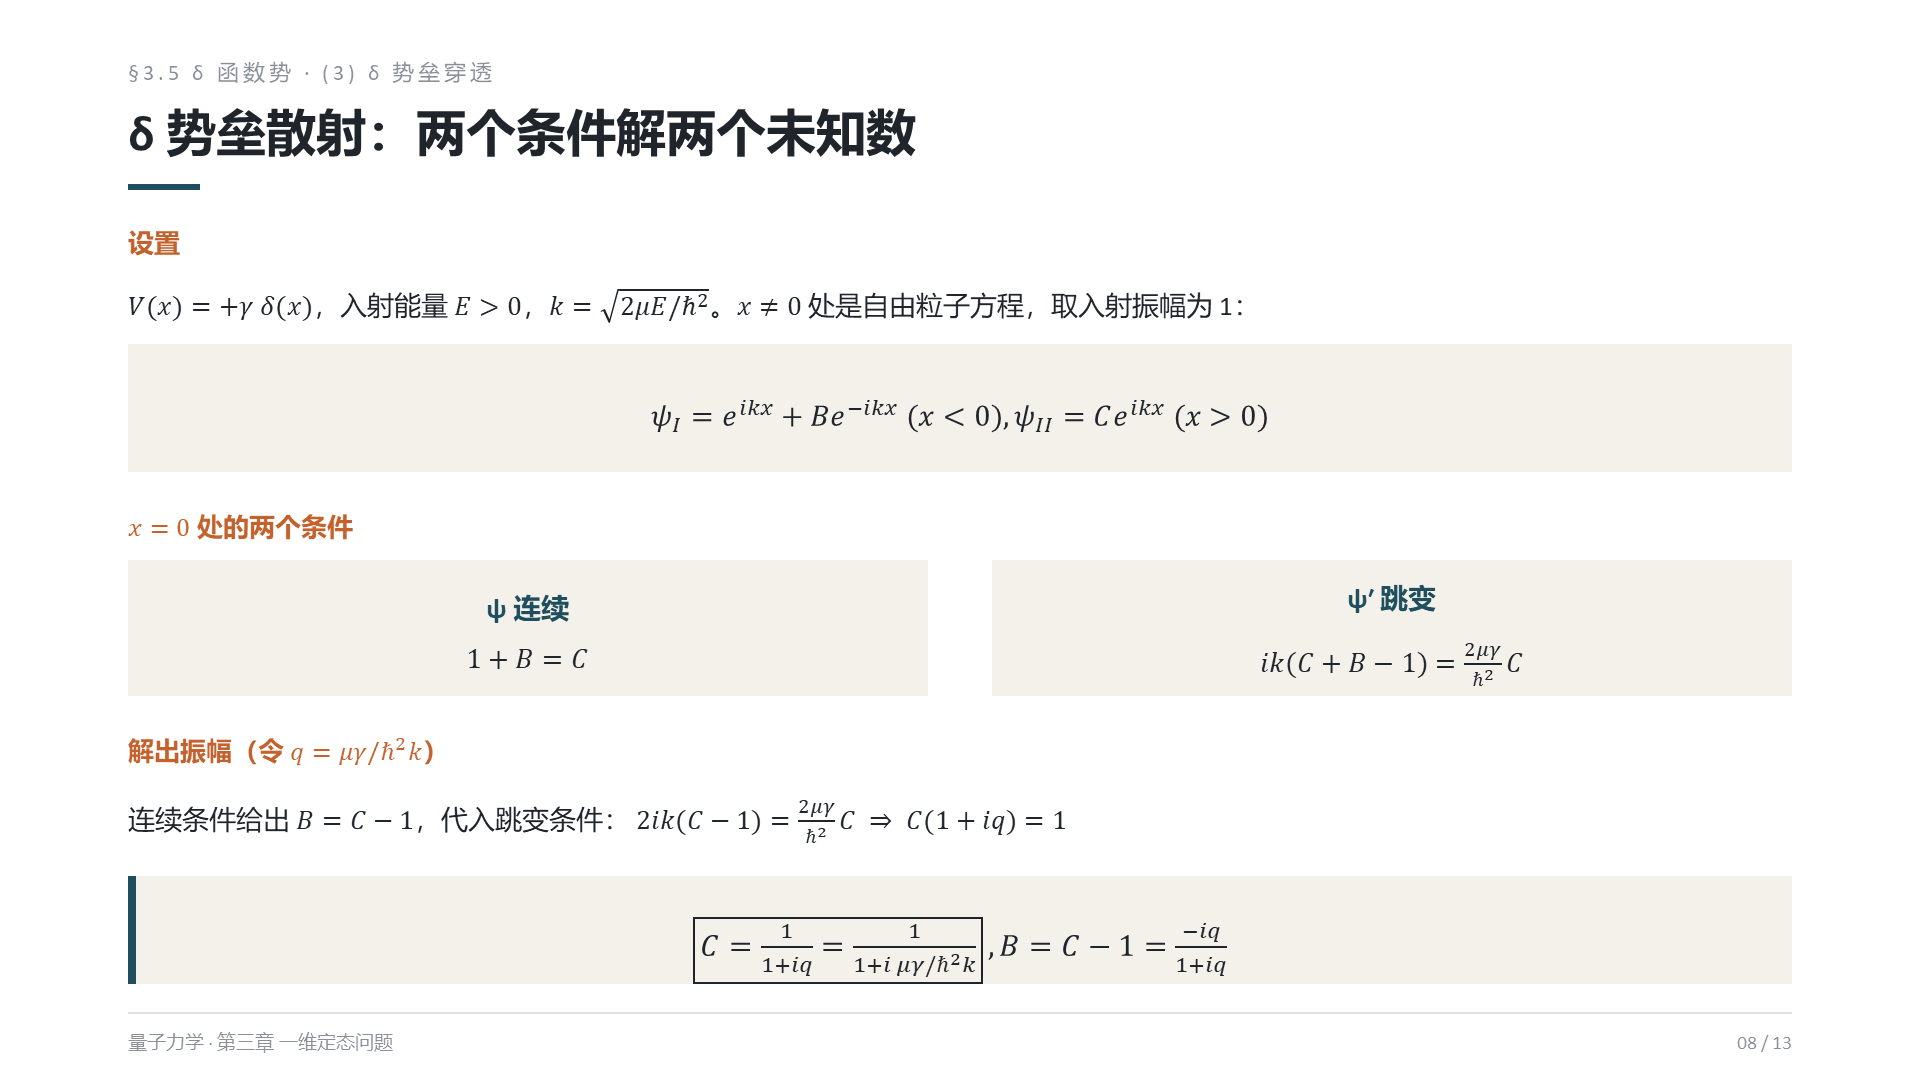 §3.5 δ 函数势 · (3) δ 势垒穿透
δ 势垒散射：两个条件解两个未知数
设置
V(x) = +γ δ(x)，入射能量 E > 0，k = √(2μE/ħ²)。x ≠ 0 处是自由粒子方程，取入射振幅为 1：
ψ_I = e^{ikx} + Be^{−ikx} (x < 0), ψ_{II} = Ce^{ikx} (x > 0)
x = 0 处的两个条件
ψ 连续
1 + B = C
ψ′ 跳变
ik(C + B − 1) = \frac{2μγ}{ħ²} C
解出振幅（令 q = μγ/ħ²k）
连续条件给出 B = C − 1，代入跳变条件： 2ik(C − 1) = \frac{2μγ}{ħ²} C ⇒ C(1 + iq) = 1
C = \frac{1}{1+iq} = \frac{1}{1+i μγ/ħ²k}, B = C − 1 = \frac{−iq}{1+iq}
量子力学 · 第三章 一维定态问题
08 / 13